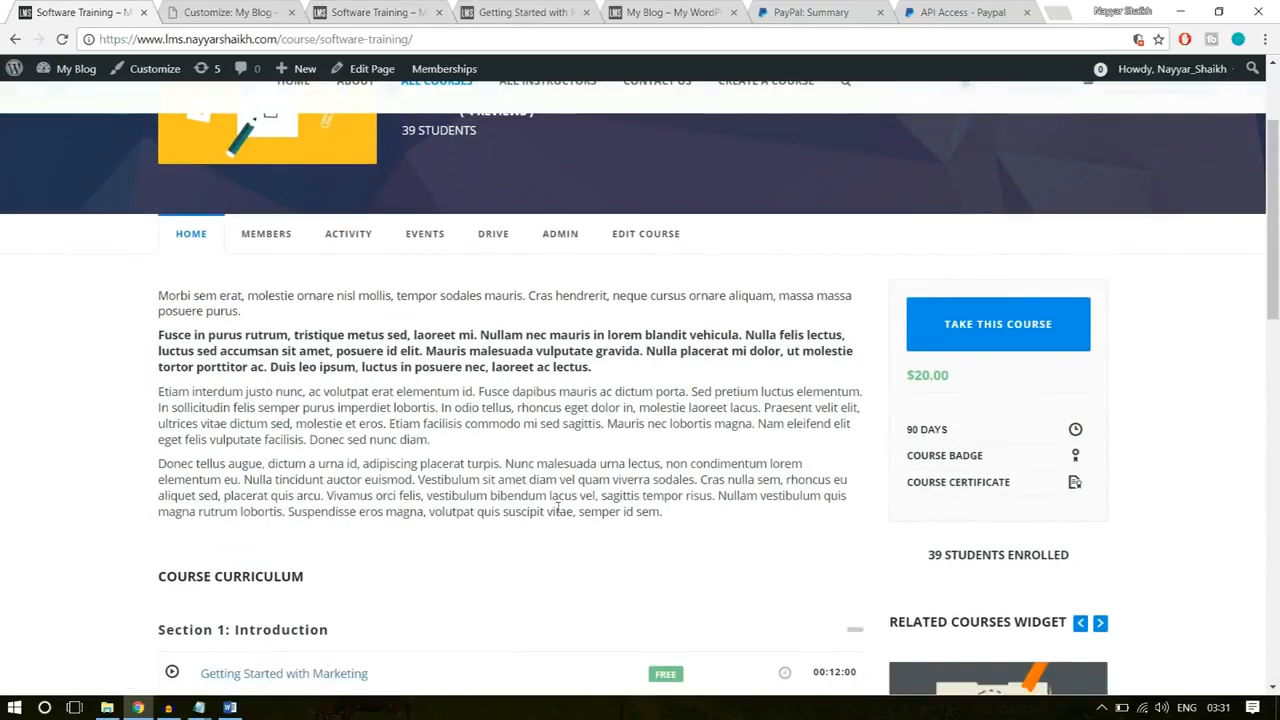 Software Training – M
Customize: My Blog –
Software Training – M
Getting Started with
My Blog – My WordPr
PayPal: Summary
API Access - Paypal
Nayyar Shaikh
https://www.lms.nayyarshaikh.com/course/software-training/
My Blog
Customize
5
0
New
Edit Page
Memberships
0
Howdy, Nayyar_Shaikh
HOME
ABOUT
ALL COURSES
ALL INSTRUCTORS
CONTACT US
CREATE A COURSE
39 STUDENTS
HOME
MEMBERS
ACTIVITY
EVENTS
DRIVE
ADMIN
EDIT COURSE
Morbi sem erat, molestie ornare nisl mollis, tempor sodales mauris. Cras hendrerit, neque cursus ornare aliquam, massa massa
posuere purus.
Fusce in purus rutrum, tristique metus sed, laoreet mi. Nullam nec mauris in lorem blandit vehicula. Nulla felis lectus,
luctus sed accumsan sit amet, posuere id elit. Mauris malesuada vulputate gravida. Nulla placerat mi dolor, ut molestie
tortor porttitor ac. Duis leo ipsum, luctus in posuere nec, laoreet ac lectus.
Etiam interdum justo nunc, ac volutpat erat elementum id. Fusce dapibus mauris ac dictum porta. Sed pretium luctus elementum.
In sollicitudin felis semper purus imperdiet lobortis. In odio tellus, rhoncus eget dolor in, molestie laoreet lacus. Praesent velit elit,
ultrices vitae dictum sed, molestie et eros. Etiam facilisis commodo mi sed sagittis. Mauris nec lobortis magna. Nam eleifend elit
eget felis vulputate facilisis. Donec sed nunc diam.
Donec tellus augue, dictum a urna id, adipiscing placerat turpis. Nunc malesuada urna lectus, non condimentum lorem
elementum eu. Nulla tincidunt auctor euismod. Vestibulum sit amet diam vel quam viverra sodales. Cras nulla sem, rhoncus eu
aliquet sed, placerat quis arcu. Vivamus orci felis, vestibulum bibendum lacus vel, sagittis tempor risus. Nullam vestibulum quis
magna rutrum lobortis. Suspendisse eros magna, volutpat quis suscipit vitae, semper id sem.
TAKE THIS COURSE
$20.00
90 DAYS
COURSE BADGE
COURSE CERTIFICATE
39 STUDENTS ENROLLED
COURSE CURRICULUM
Section 1: Introduction
RELATED COURSES WIDGET
Getting Started with Marketing
FREE
00:12:00
ENG
03:31